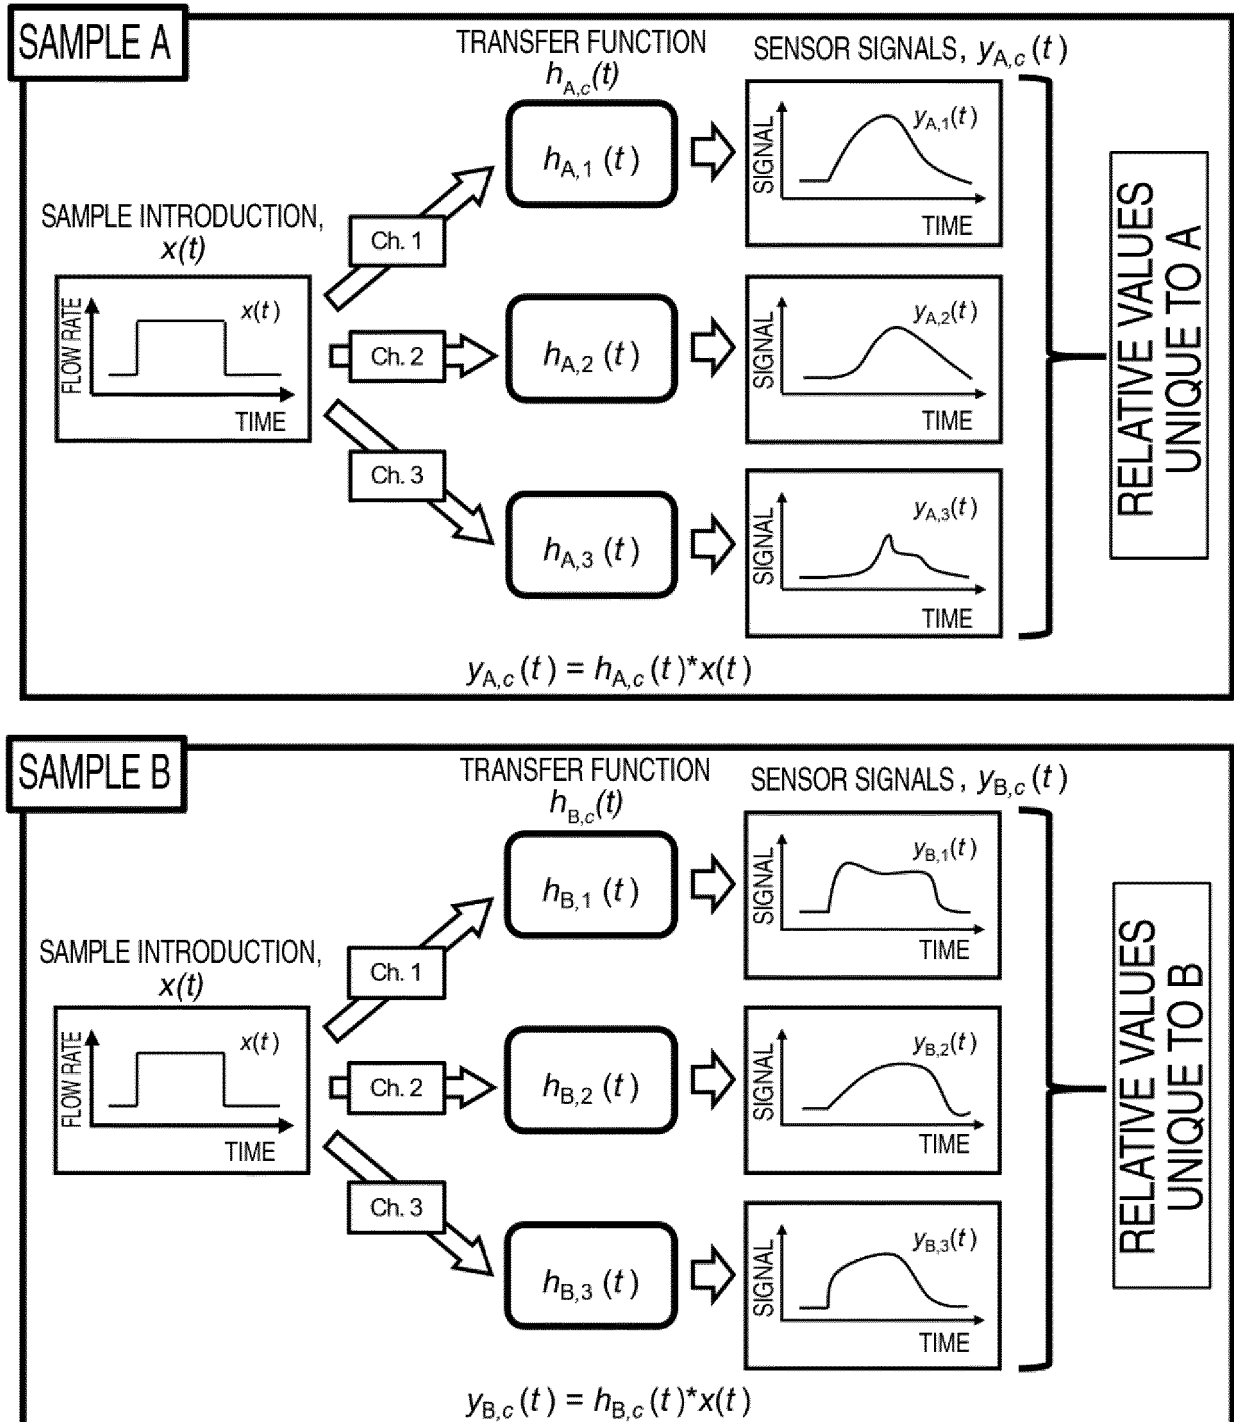 SAMPLE A
TRANSFER FUNCTION
h_A,c(t)
SENSOR SIGNALS, y_A,c(t)
SAMPLE INTRODUCTION,
x(t)
FLOW RATE
x(t)
TIME
Ch. 1
Ch. 2
Ch. 3
h_A,1 (t)
h_A,2 (t)
h_A,3 (t)
SIGNAL
y_A,1(t)
TIME
SIGNAL
y_A,2(t)
TIME
SIGNAL
y_A,3(t)
TIME
RELATIVE VALUES
UNIQUE TO A
y_A,c(t) = h_A,c(t)*x(t)
SAMPLE B
TRANSFER FUNCTION
h_B,c(t)
SENSOR SIGNALS, y_B,c(t)
SAMPLE INTRODUCTION,
x(t)
FLOW RATE
x(t)
TIME
Ch. 1
Ch. 2
Ch. 3
h_B,1 (t)
h_B,2 (t)
h_B,3 (t)
SIGNAL
y_B,1(t)
TIME
SIGNAL
y_B,2(t)
TIME
SIGNAL
y_B,3(t)
TIME
RELATIVE VALUES
UNIQUE TO B
y_B,c(t) = h_B,c(t)*x(t)